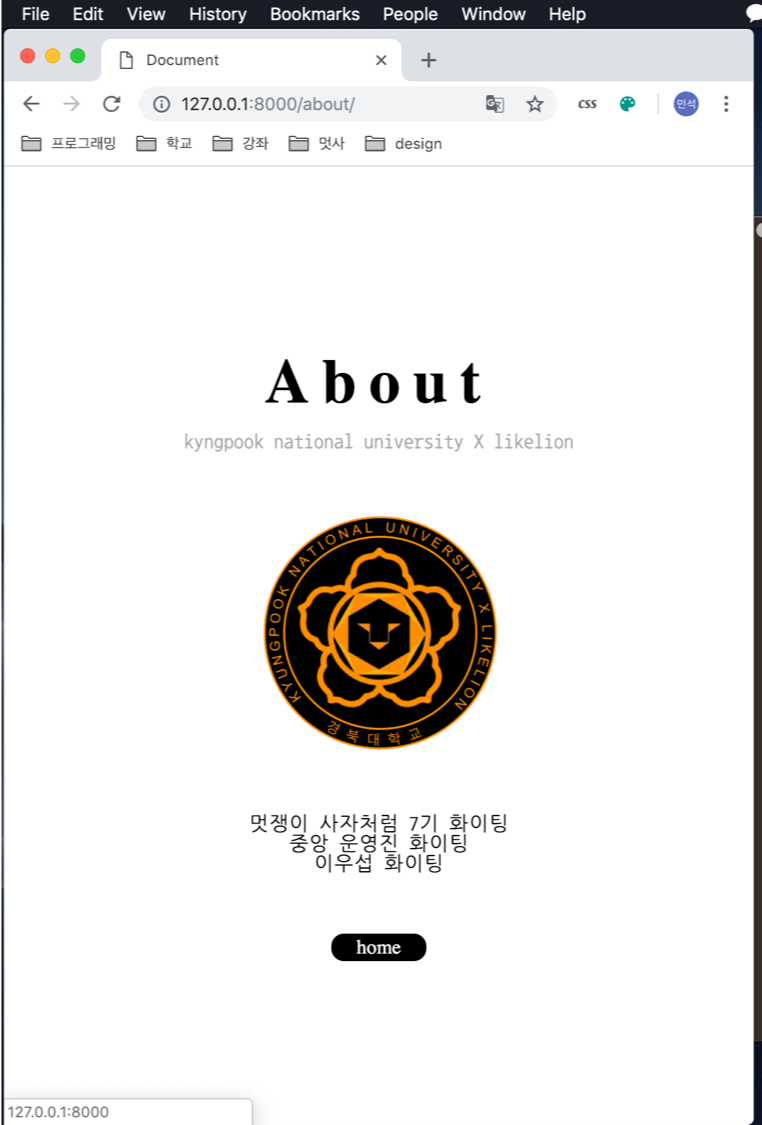 File Edit View History Bookmarks People Window Help
Document
127.0.0.1:8000/about/
css
민석
프로그래밍 학교 강좌 멋사 design
About
kyngpook national university X likelion
KYUNGPOOK NATIONAL UNIVERSITY X LIKELION
경북대학교
멋쟁이 사자처럼 7기 화이팅
중앙 운영진 화이팅
이우섭 화이팅
home
127.0.0.1:8000